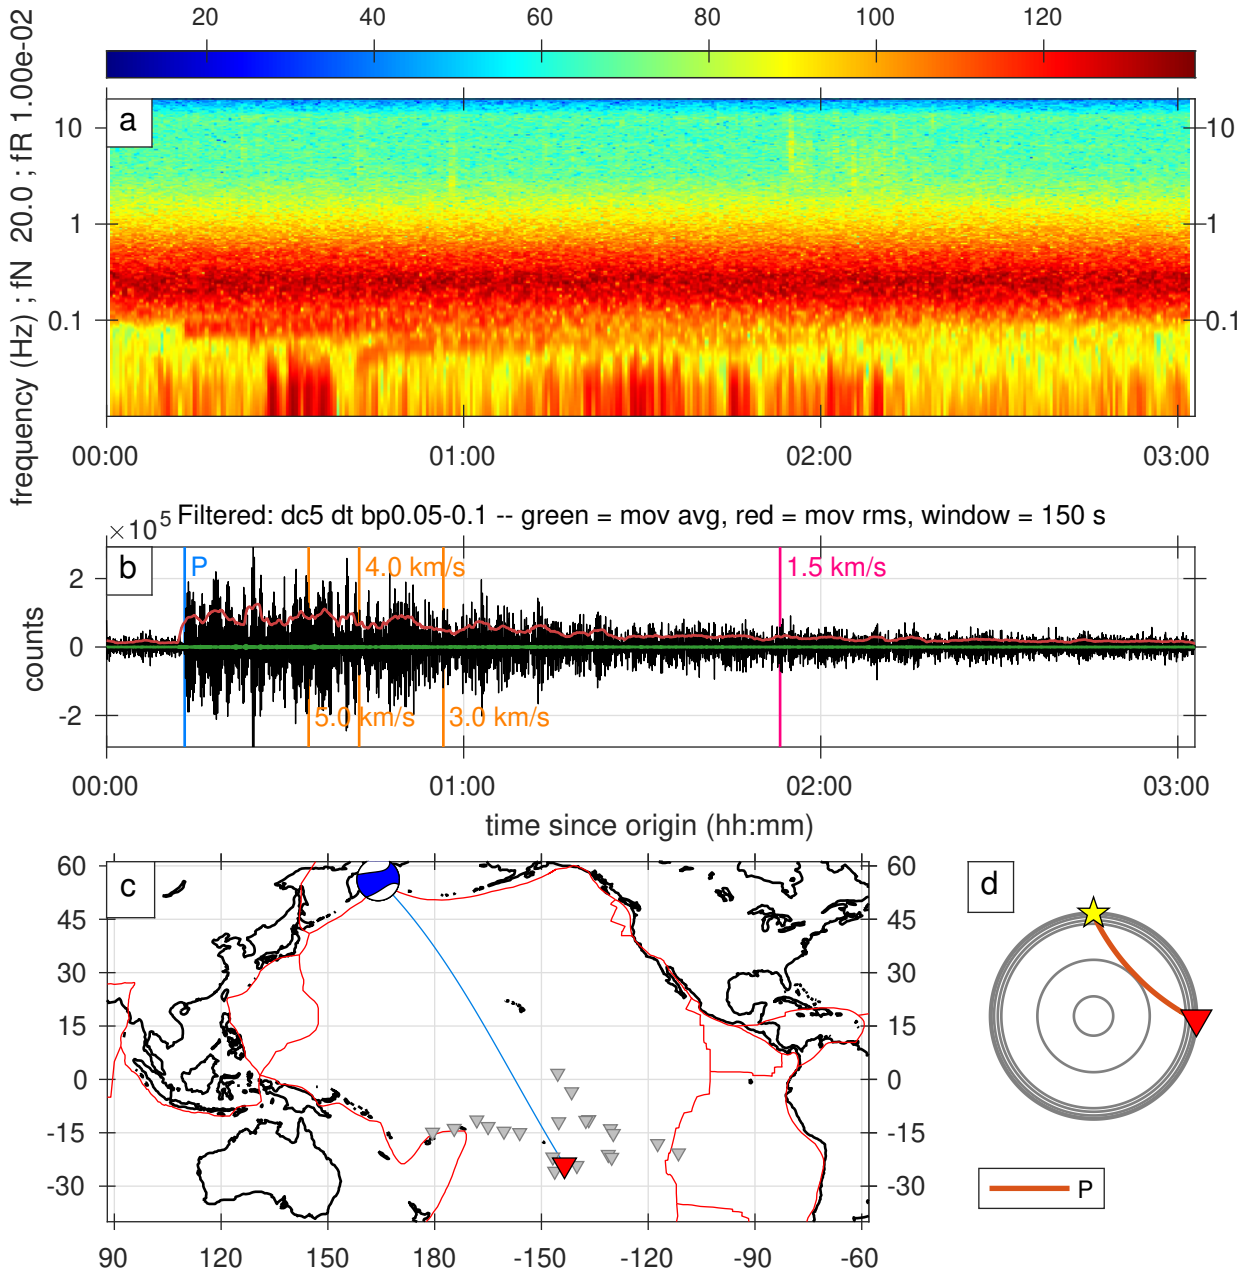 20 40 60 80 100 120
frequency (Hz) ; fN 20.0 ; fR 1.00e-02
a
10 10
1 1
0.1 0.1
00:00 01:00 02:00 03:00
×10^5 Filtered: dc5 dt bp0.05-0.1 -- green = mov avg, red = mov rms, window = 150 s
b
P 4.0 km/s 1.5 km/s
5.0 km/s 3.0 km/s
counts
2
0
-2
00:00 01:00 02:00 03:00
time since origin (hh:mm)
c
60 60
45 45
30 30
15 15
0 0
-15 -15
-30 -30
90 120 150 180 -150 -120 -90 -60
d
P